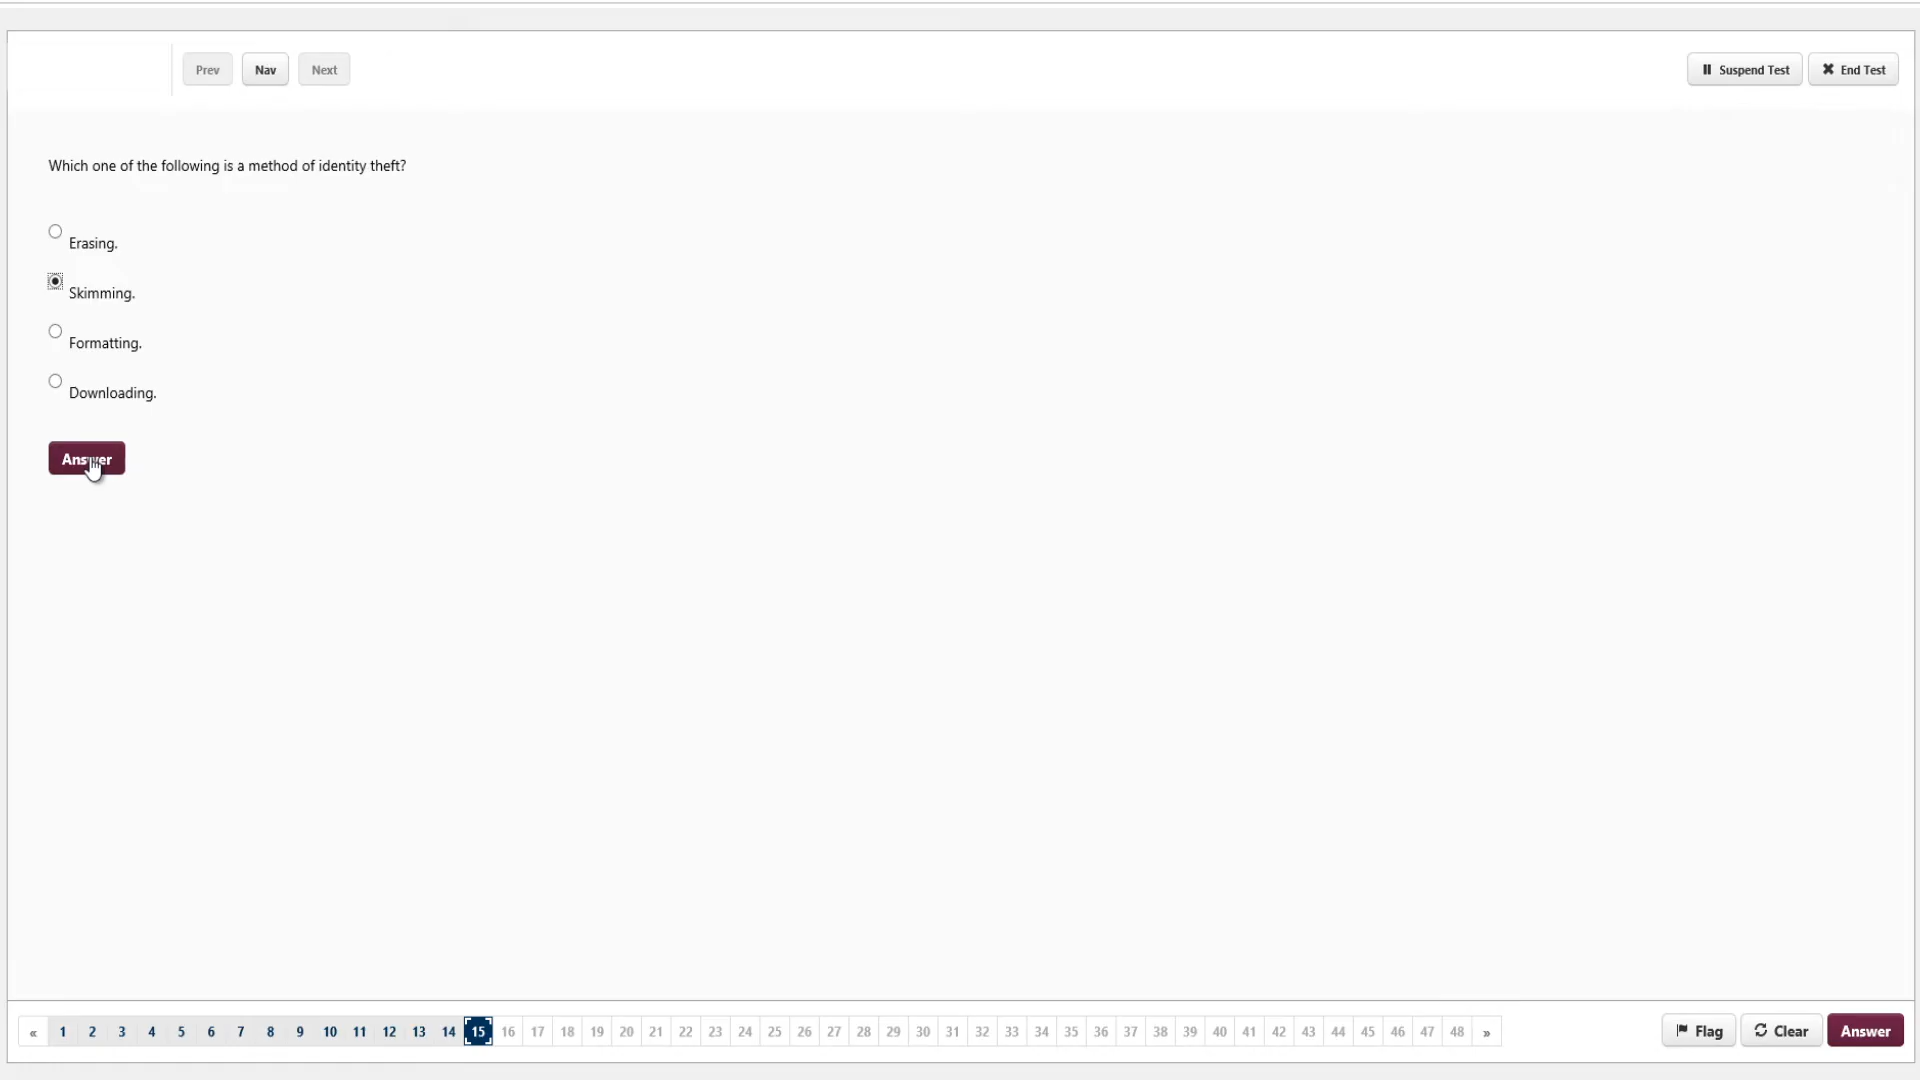 Prev Nav Next Suspend Test End Test
Which one of the following is a method of identity theft?
Erasing.
Skimming.
Formatting.
Downloading.
Answer
« 1 2 3 4 5 6 7 8 9 10 11 12 13 14 15 16 17 18 19 20 21 22 23 24 25 26 27 28 29 30 31 32 33 34 35 36 37 38 39 40 41 42 43 44 45 46 47 48 » Flag Clear Answer